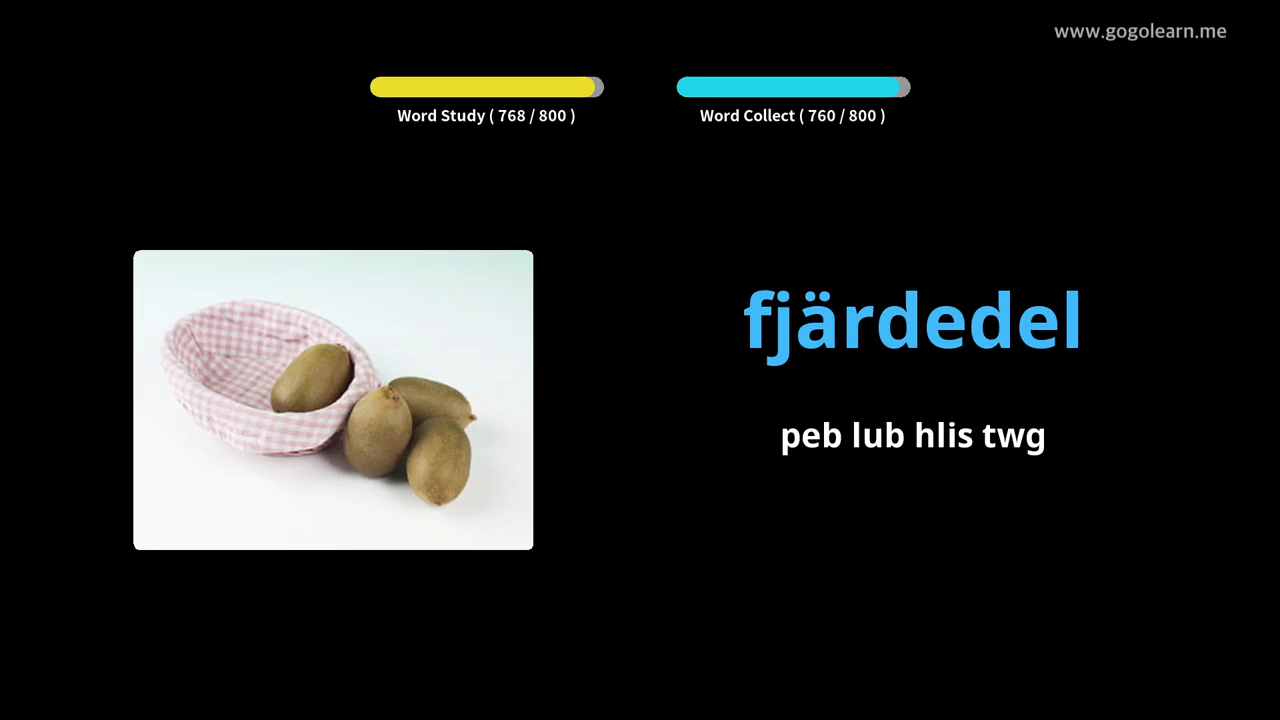 www.gogolearn.me
Word Study ( 768 / 800 )
Word Collect ( 760 / 800 )
fjärdedel
peb lub hlis twg